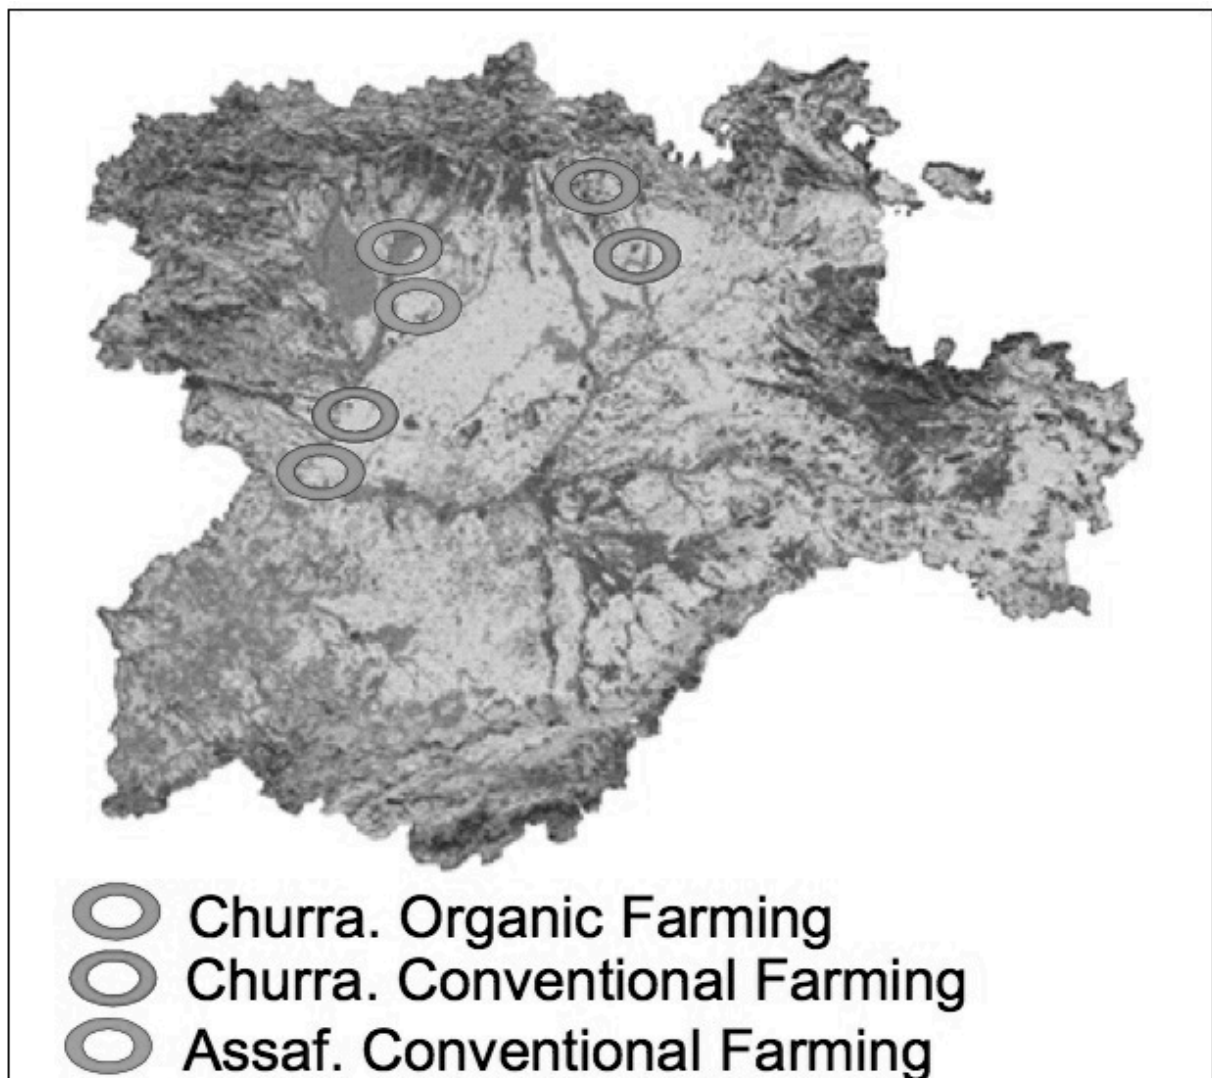 Churra. Organic Farming
Churra. Conventional Farming
Assaf. Conventional Farming